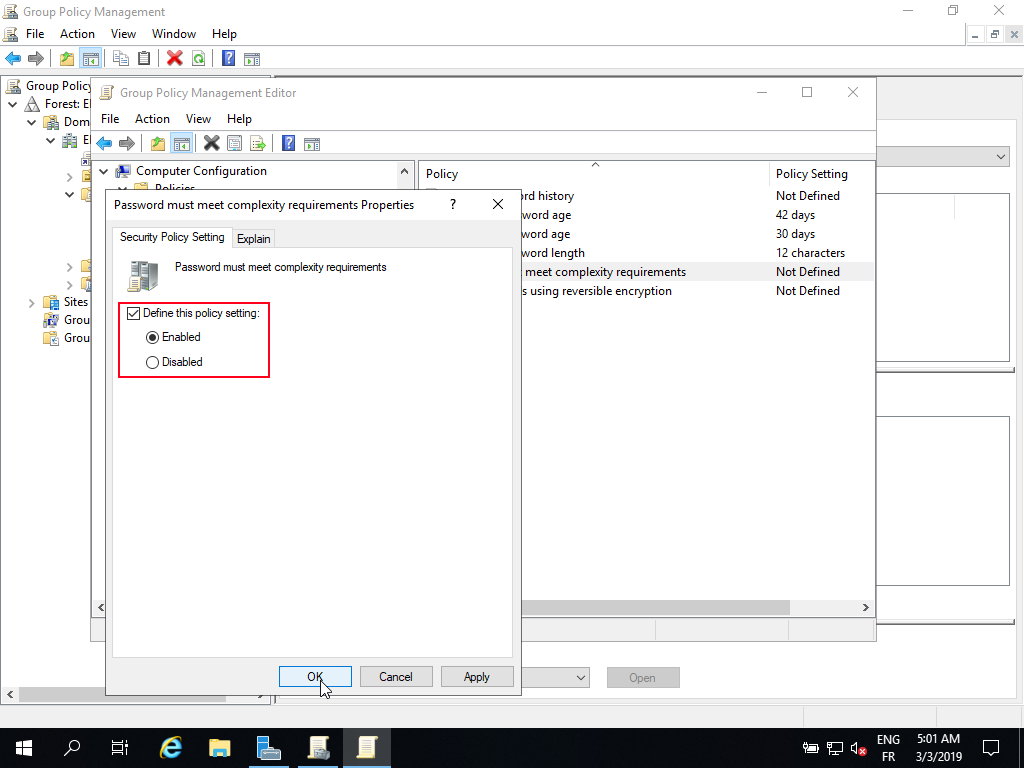 Group Policy Management
File Action View Window Help
Group Policy
Forest: E
Dom
E
Sites
Grou
Grou
Group Policy Management Editor
File Action View Help
Computer Configuration
Policies
Policy Policy Setting
rd history Not Defined
word age 42 days
word age 30 days
word length 12 characters
meet complexity requirements Not Defined
s using reversible encryption Not Defined
Password must meet complexity requirements Properties ?
Security Policy Setting Explain
Password must meet complexity requirements
Define this policy setting:
Enabled
Disabled
OK Cancel Apply
Open
ENG 5:01 AM
FR 3/3/2019